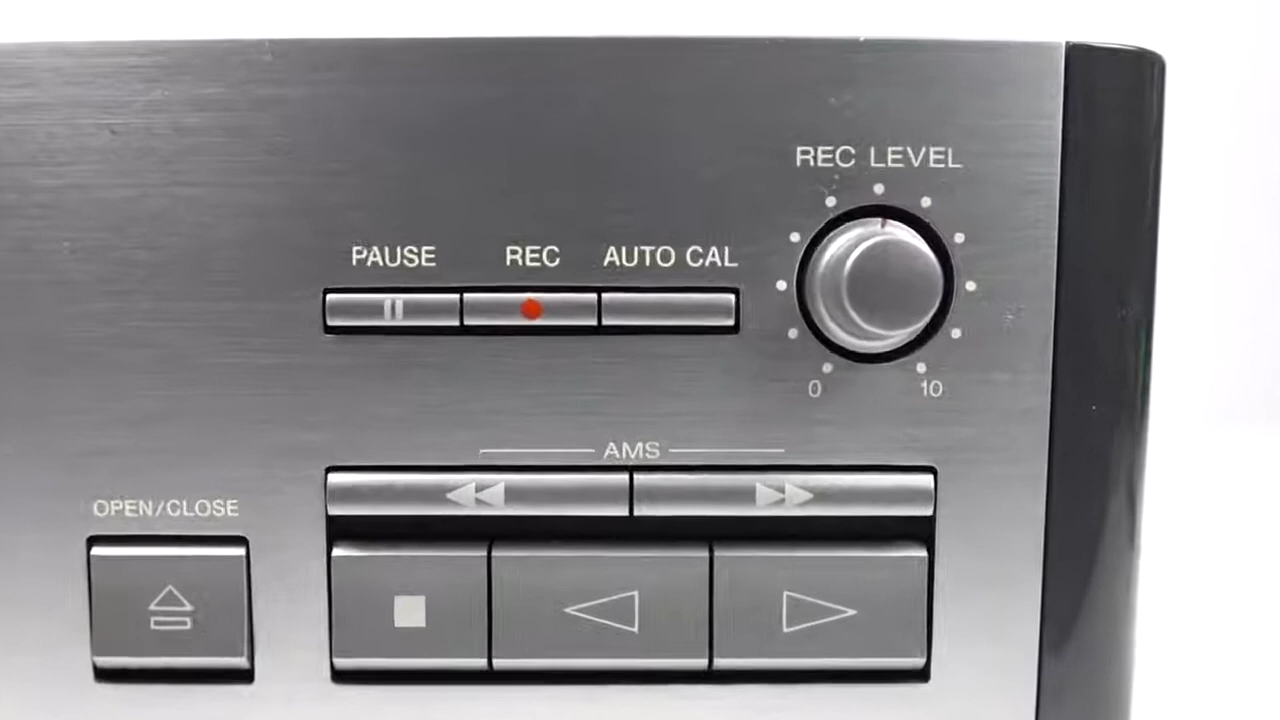 REC LEVEL
PAUSE REC AUTO CAL
0 10
AMS
OPEN/CLOSE